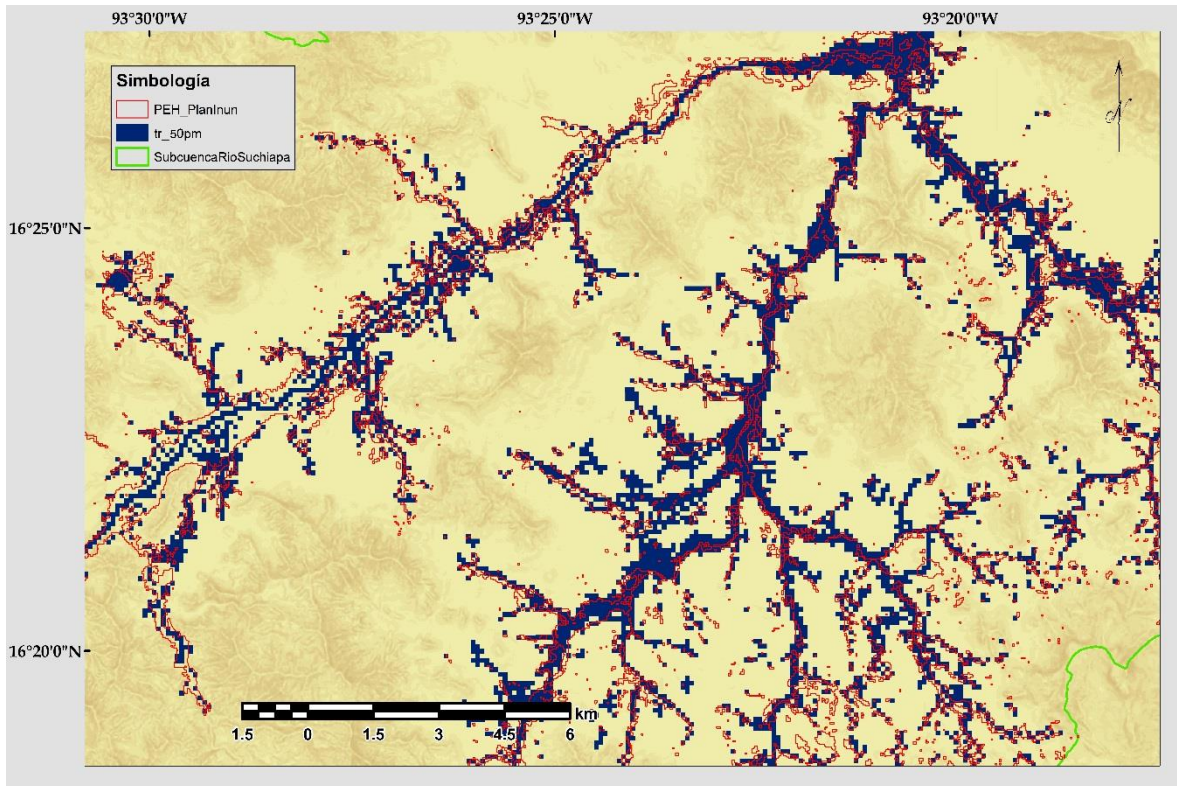 93°30'0"W 93°25'0"W 93°20'0"W
Simbología
PEH_PlanInun
tr_50pm
SubcuencaRioSuchiapa
N
16°25'0"N
16°20'0"N
km
1.5 0 1.5 3 4.5 6